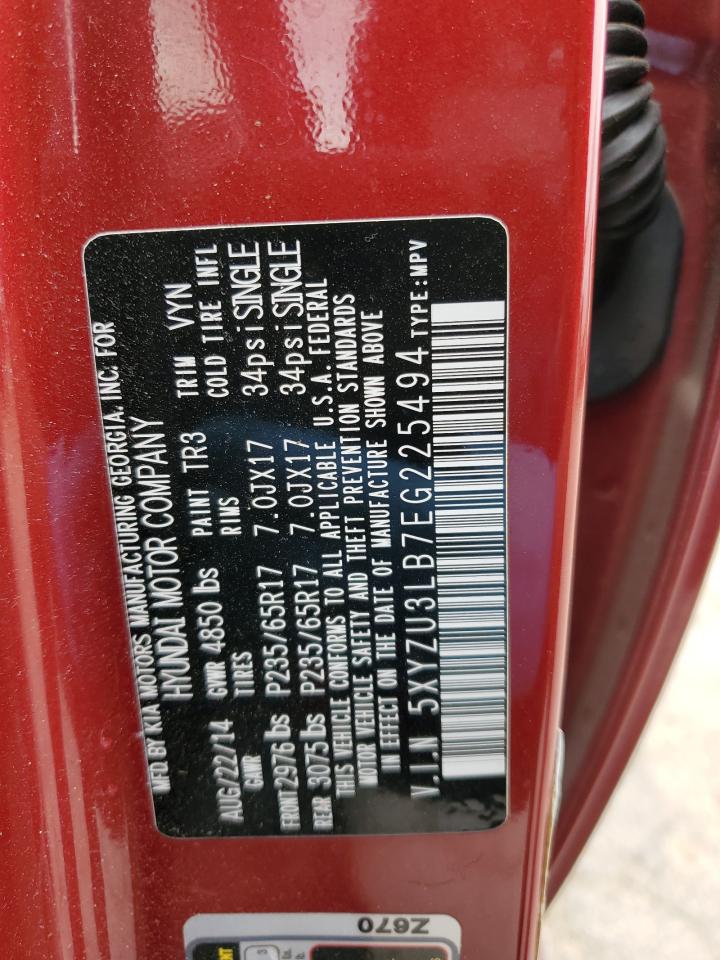 MFD BY KIA MOTORS MANUFACTURING GEORGIA. INC. FOR
HYUNDAI MOTOR COMPANY
AUG/22/14 GVWR 4850 lbs PAINT TR3 TRIM VYN
GAWR TIRES RIMS COLD TIRE INFL
FRONT 2976 lbs P235/65R17 7.0JX17 34psi SINGLE
REAR 3075 lbs P235/65R17 7.0JX17 34psi SINGLE
THIS VEHICLE CONFORMS TO ALL APPLICABLE U.S.A. FEDERAL
MOTOR VEHICLE SAFETY AND THEFT PREVENTION STANDARDS
IN EFFECT ON THE DATE OF MANUFACTURE SHOWN ABOVE
V.I.N 5XYZU3LB7EG225494 TYPE:MPV
Z670